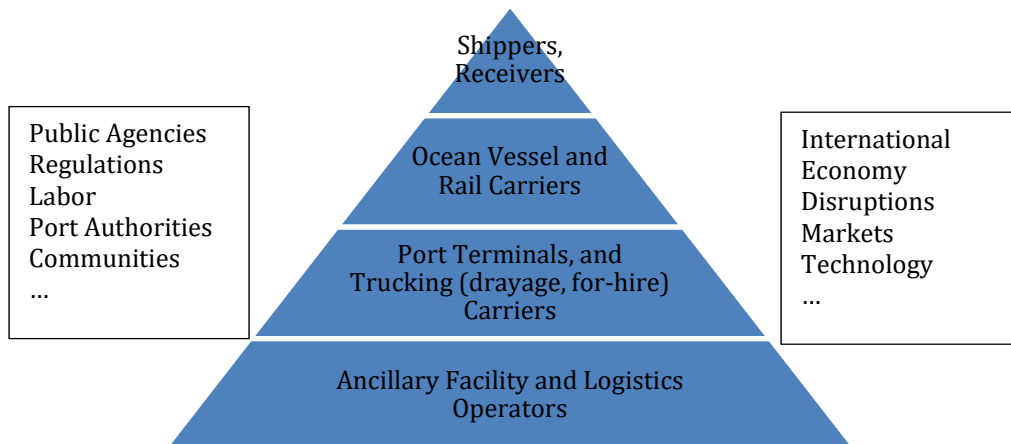 Shippers,
Receivers
Public Agencies
Regulations
Labor
Port Authorities
Communities
…
Ocean Vessel and
Rail Carriers
Port Terminals, and
Trucking (drayage, for-hire)
Carriers
Ancillary Facility and Logistics
Operators
International
Economy
Disruptions
Markets
Technology
…